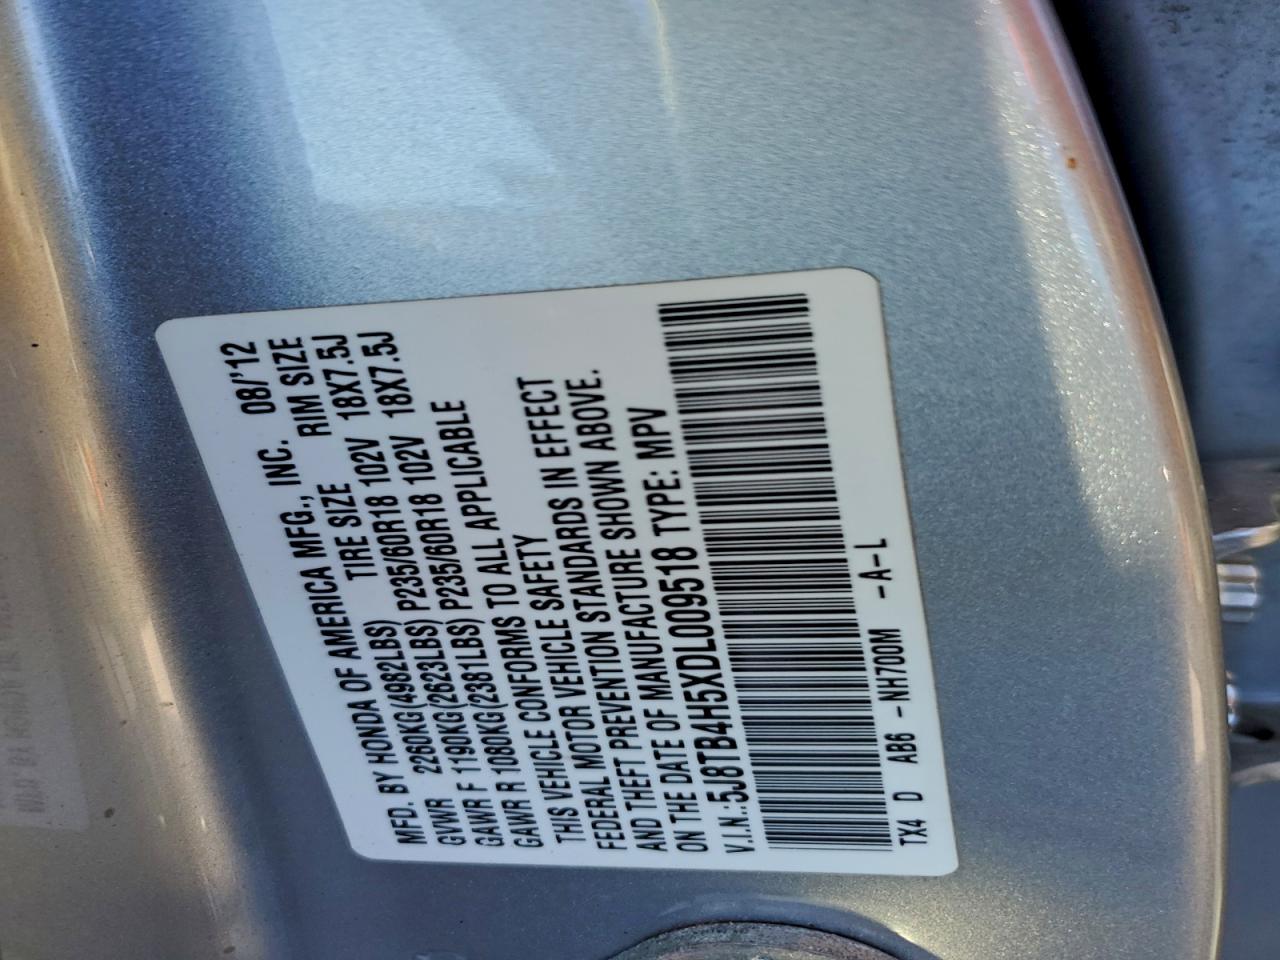 MFD. BY HONDA OF AMERICA MFG., INC. 08/'12
GVWR 2260KG(4982LBS) TIRE SIZE RIM SIZE
GAWR F 1190KG(2623LBS) P235/60R18 102V 18X7.5J
GAWR R 1080KG(2381LBS) P235/60R18 102V 18X7.5J
THIS VEHICLE CONFORMS TO ALL APPLICABLE
FEDERAL MOTOR VEHICLE SAFETY
AND THEFT PREVENTION STANDARDS IN EFFECT
ON THE DATE OF MANUFACTURE SHOWN ABOVE.
V.I.N.:5J8TB4H5XDL009518 TYPE: MPV
TX4 D AB6 -NH700M -A-L